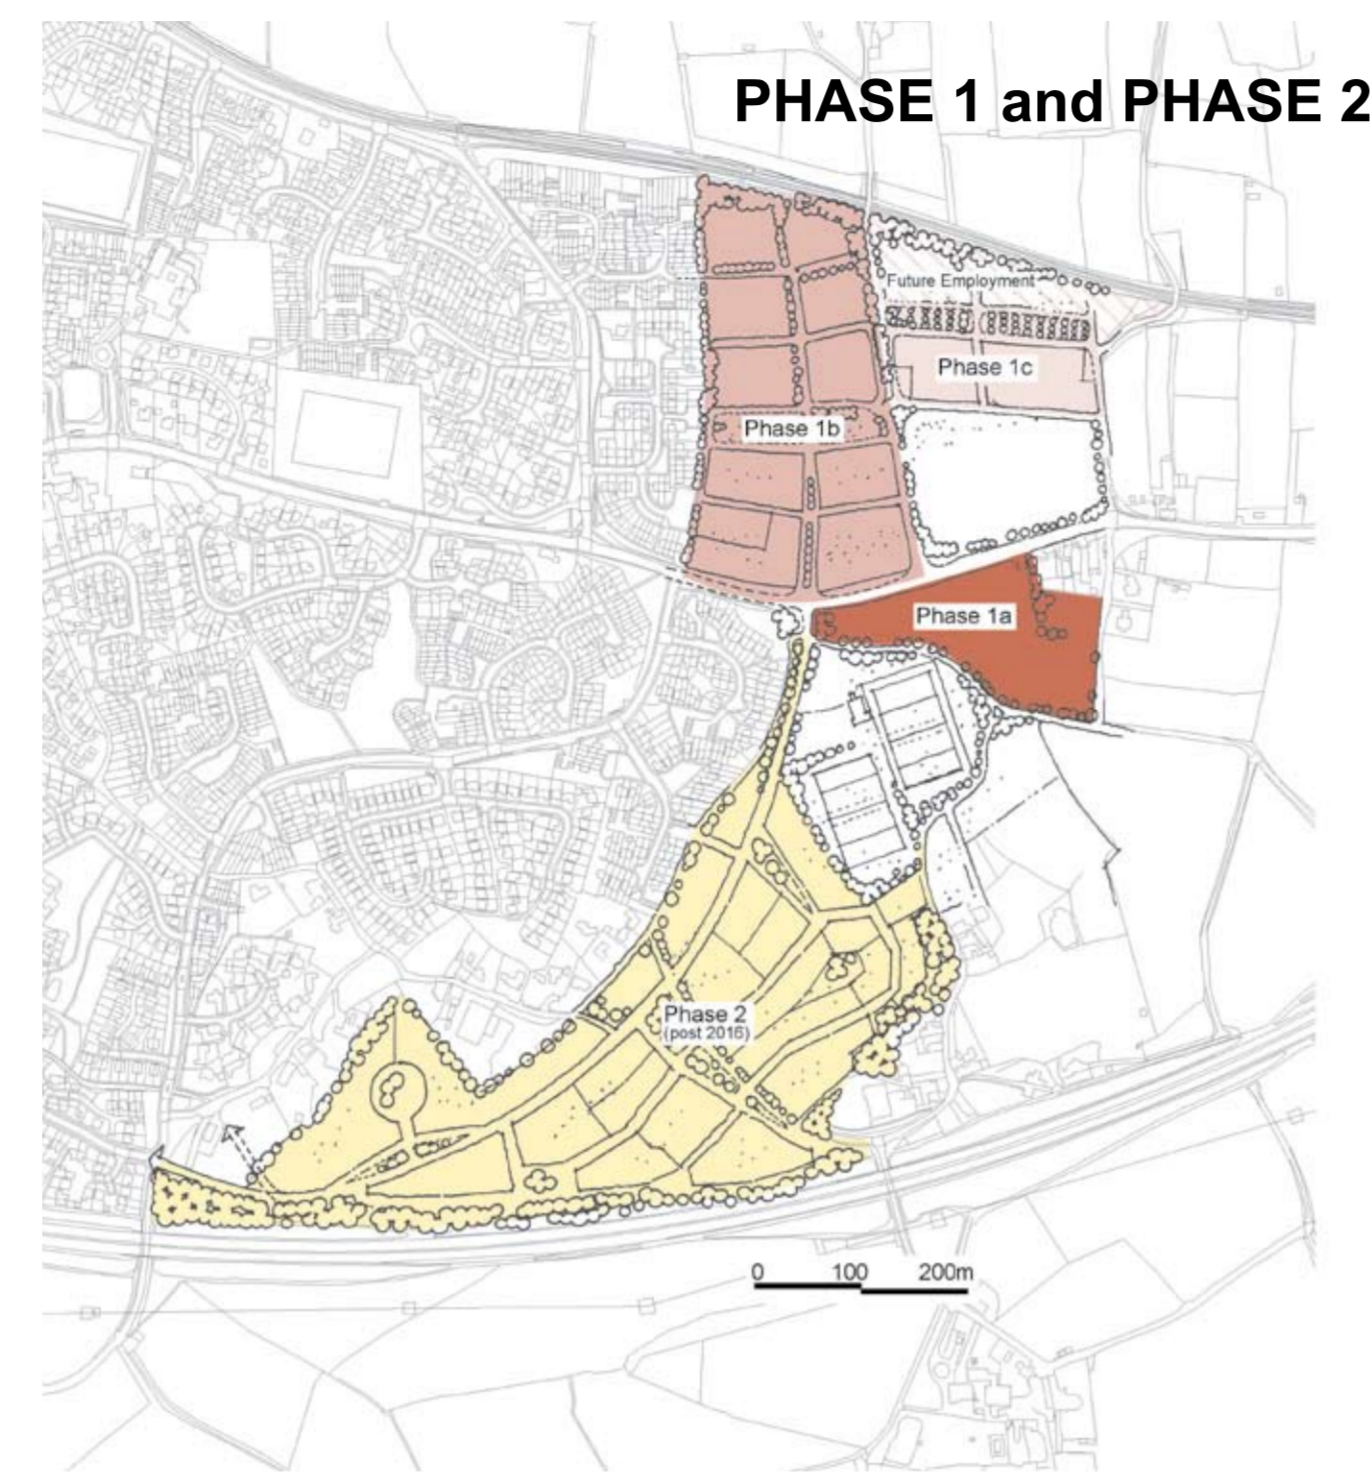 PHASE 1 and PHASE 2
Future Employment
Phase 1c
Phase 1b
Phase 1a
Phase 2
(post 2016)
0 100 200m